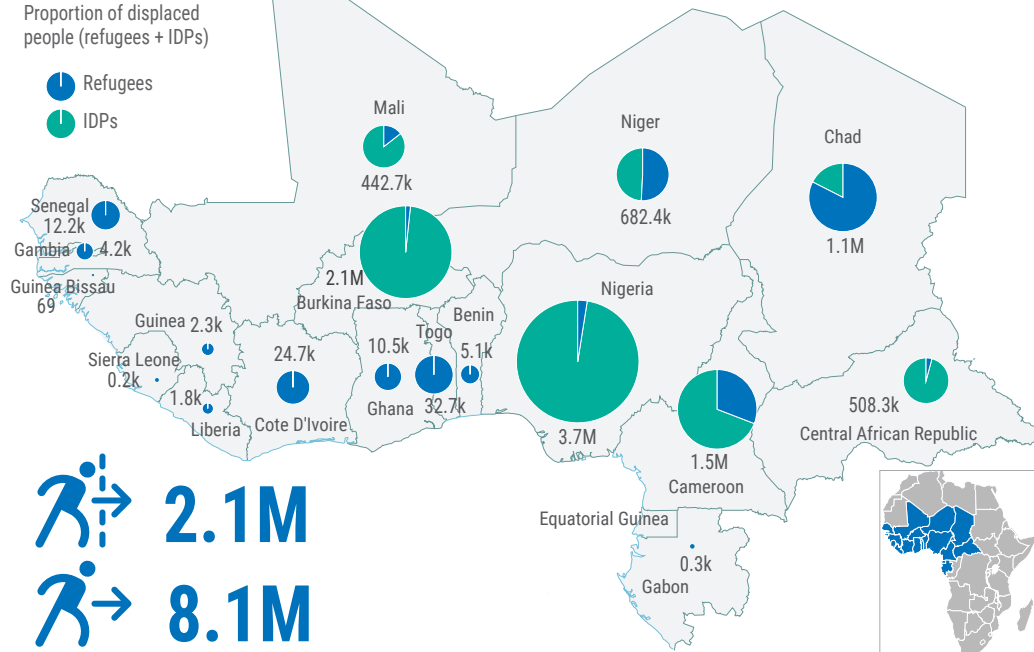 Proportion of displaced
people (refugees + IDPs)
Refugees
IDPs
Mali
442.7k
Niger
682.4k
Chad
1.1M
Senegal
12.2k
Gambia
4.2k
Guinea Bissau
69
2.1M
Burkina Faso
Nigeria
3.7M
Guinea
2.3k
Sierra Leone
0.2k
1.8k
Liberia
24.7k
Cote D'Ivoire
10.5k
Ghana
Togo
32.7k
Benin
5.1k
1.5M
Cameroon
508.3k
Central African Republic
Equatorial Guinea
0.3k
Gabon
2.1M
8.1M